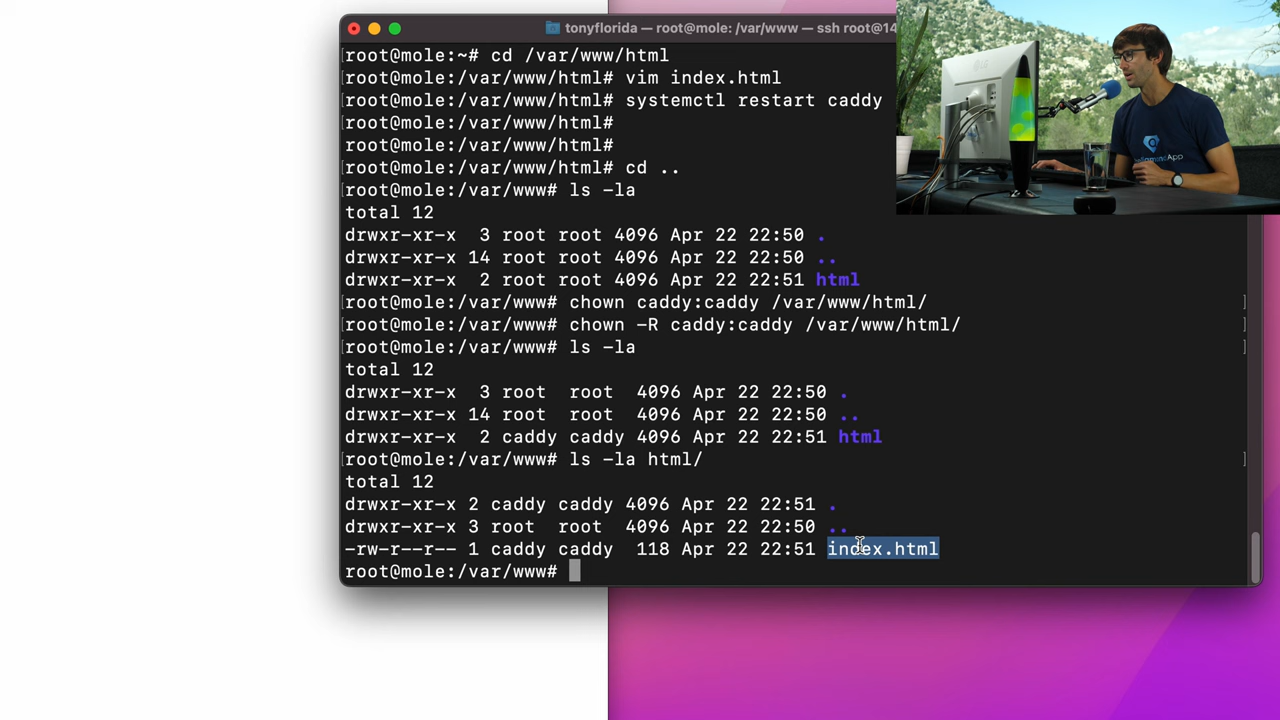 tonyflorida — root@mole: /var/www — ssh root@14
root@mole:~# cd /var/www/html
root@mole:/var/www/html# vim index.html
root@mole:/var/www/html# systemctl restart caddy
root@mole:/var/www/html#
root@mole:/var/www/html#
root@mole:/var/www/html# cd ..
root@mole:/var/www# ls -la
total 12
drwxr-xr-x  3 root root 4096 Apr 22 22:50 .
drwxr-xr-x 14 root root 4096 Apr 22 22:50 ..
drwxr-xr-x  2 root root 4096 Apr 22 22:51 html
root@mole:/var/www# chown caddy:caddy /var/www/html/
root@mole:/var/www# chown -R caddy:caddy /var/www/html/
root@mole:/var/www# ls -la
total 12
drwxr-xr-x  3 root  root  4096 Apr 22 22:50 .
drwxr-xr-x 14 root  root  4096 Apr 22 22:50 ..
drwxr-xr-x  2 caddy caddy 4096 Apr 22 22:51 html
root@mole:/var/www# ls -la html/
total 12
drwxr-xr-x 2 caddy caddy 4096 Apr 22 22:51 .
drwxr-xr-x 3 root  root  4096 Apr 22 22:50 ..
-rw-r--r-- 1 caddy caddy  118 Apr 22 22:51 index.html
root@mole:/var/www#
LG